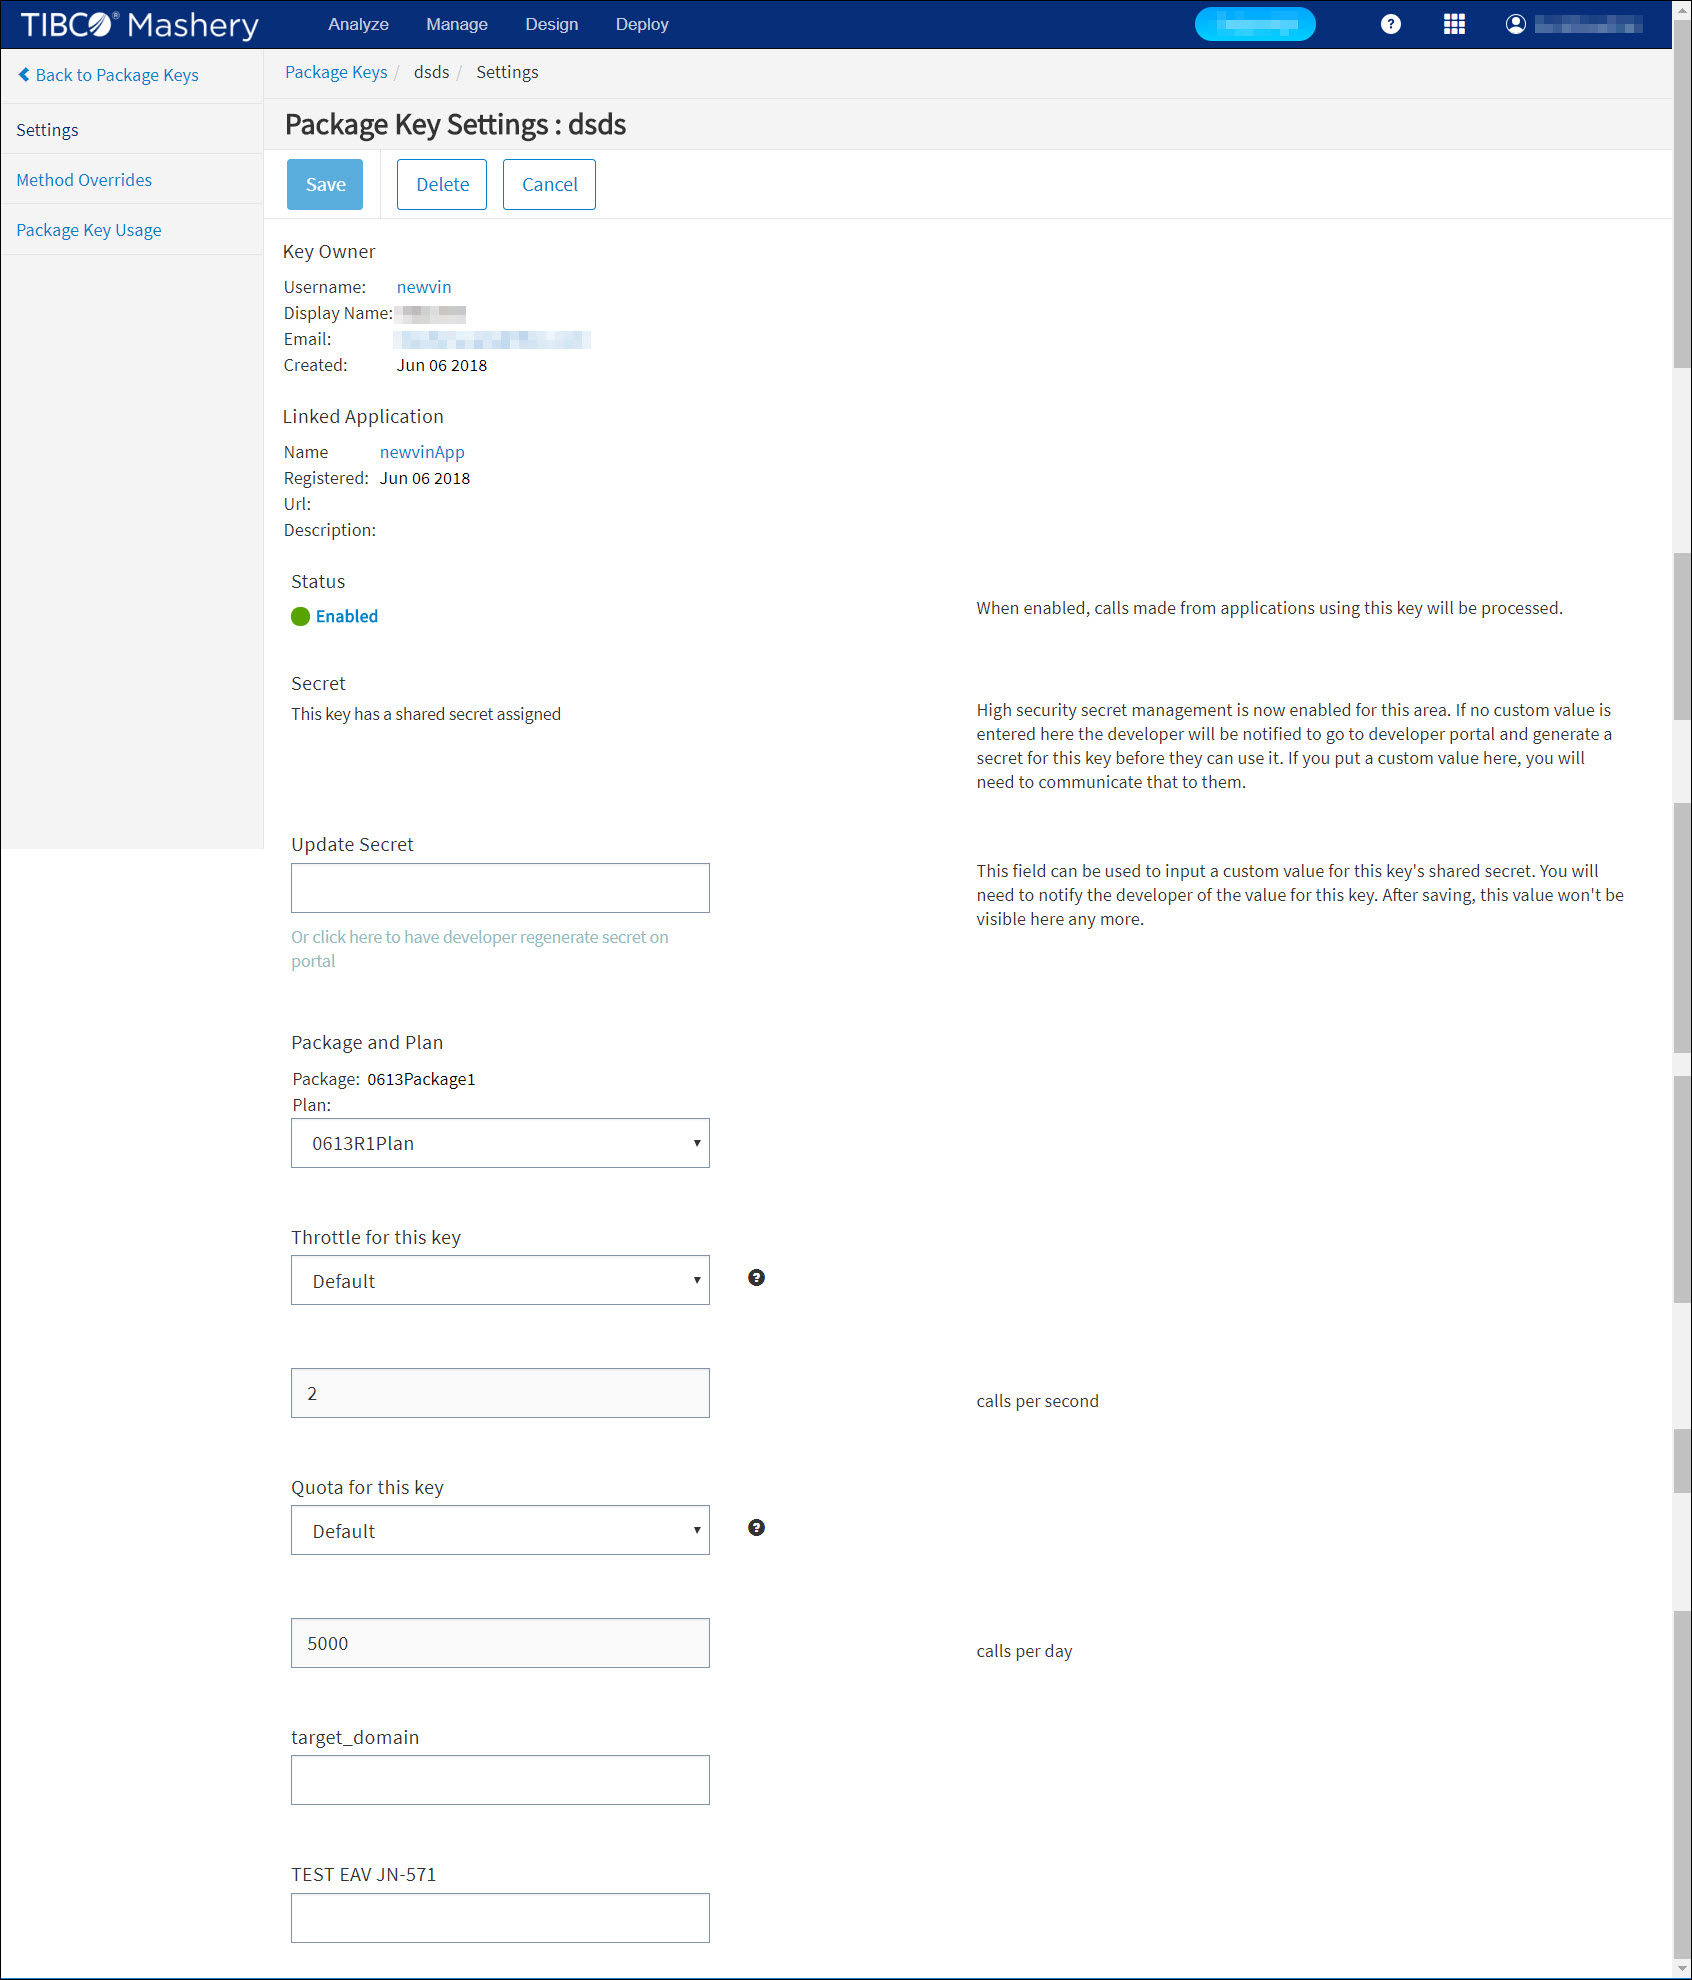 TIBCO® Mashery Analyze Manage Design Deploy
Back to Package Keys
Settings
Method Overrides
Package Key Usage
Package Keys / dsds / Settings
Package Key Settings : dsds
Save Delete Cancel
Key Owner
Username: newvin
Display Name:
Email:
Created: Jun 06 2018
Linked Application
Name newvinApp
Registered: Jun 06 2018
Url:
Description:
Status
Enabled
When enabled, calls made from applications using this key will be processed.
Secret
This key has a shared secret assigned
High security secret management is now enabled for this area. If no custom value is
entered here the developer will be notified to go to developer portal and generate a
secret for this key before they can use it. If you put a custom value here, you will
need to communicate that to them.
Update Secret
This field can be used to input a custom value for this key's shared secret. You will
need to notify the developer of the value for this key. After saving, this value won't be
visible here any more.
Or click here to have developer regenerate secret on
portal
Package and Plan
Package: 0613Package1
Plan:
0613R1Plan
Throttle for this key
Default
2
calls per second
Quota for this key
Default
5000
calls per day
target_domain
TEST EAV JN-571